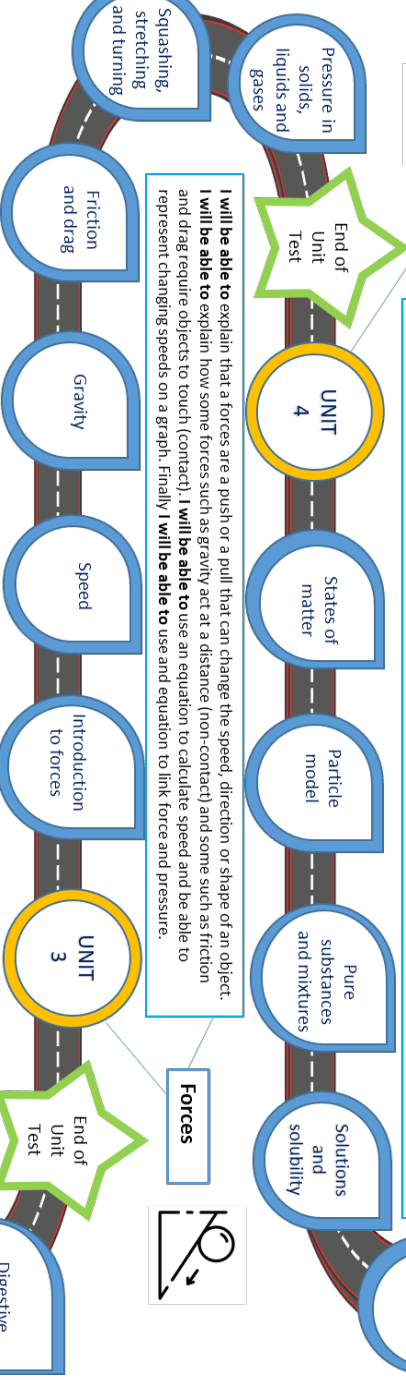 Pressure in
solids,
liquids and
gases
End of
Unit
Test
UNIT
4
States of
matter
Particle
model
Pure
substances
and mixtures
Solutions
and
solubility
Squashing,
stretching
and turning
I will be able to explain that a forces are a push or a pull that can change the speed, direction or shape of an object.
I will be able to explain how some forces such as gravity act at a distance (non-contact) and some such as friction
and drag require objects to touch (contact). I will be able to use an equation to calculate speed and be able to
represent changing speeds on a graph. Finally I will be able to use and equation to link force and pressure.
Forces
Friction
and drag
Gravity
Speed
Introduction
to forces
UNIT
3
End of
Unit
Test
Digestive